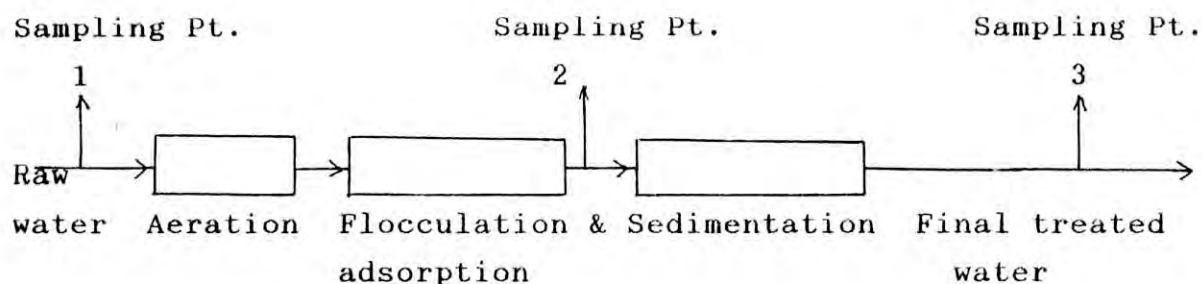 Sampling Pt. Sampling Pt. Sampling Pt.
1 2 3
Raw
water Aeration Flocculation & Sedimentation Final treated
adsorption water